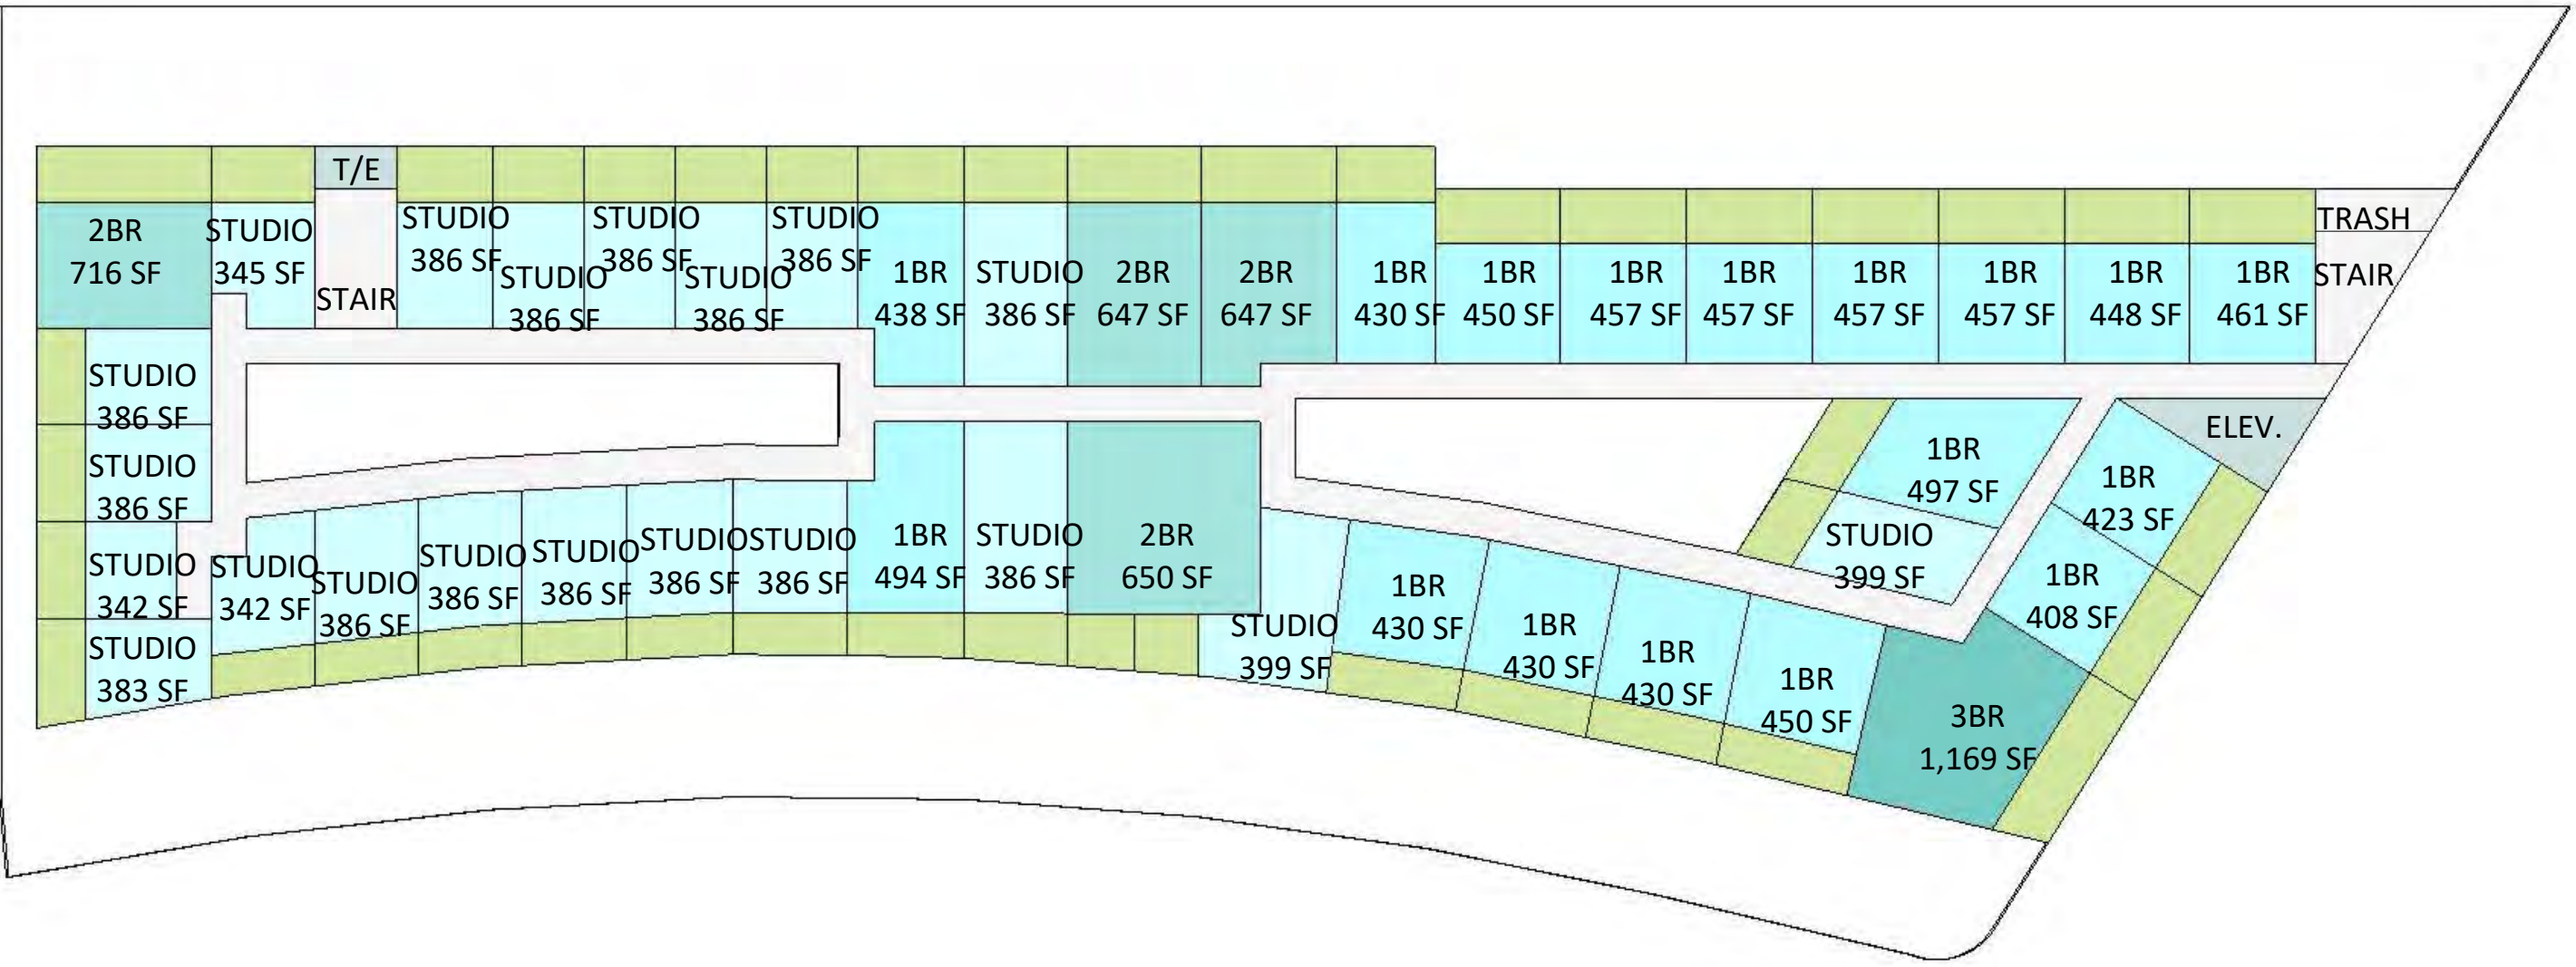 T/E
2BR
716 SF
STUDIO
345 SF
STAIR
STUDIO
386 SF
STUDIO
386 SF
STUDIO
386 SF
STUDIO
386 SF
STUDIO
386 SF
1BR
438 SF
STUDIO
386 SF
2BR
647 SF
2BR
647 SF
1BR
430 SF
1BR
450 SF
1BR
457 SF
1BR
457 SF
1BR
457 SF
1BR
457 SF
1BR
448 SF
1BR
461 SF
TRASH
STAIR
STUDIO
386 SF
STUDIO
386 SF
STUDIO
342 SF
STUDIO
383 SF
STUDIO
342 SF
STUDIO
386 SF
STUDIO
386 SF
STUDIO
386 SF
STUDIO
386 SF
STUDIO
386 SF
1BR
494 SF
STUDIO
386 SF
2BR
650 SF
STUDIO
399 SF
1BR
430 SF
1BR
430 SF
1BR
430 SF
1BR
450 SF
3BR
1,169 SF
1BR
497 SF
STUDIO
399 SF
ELEV.
1BR
423 SF
1BR
408 SF